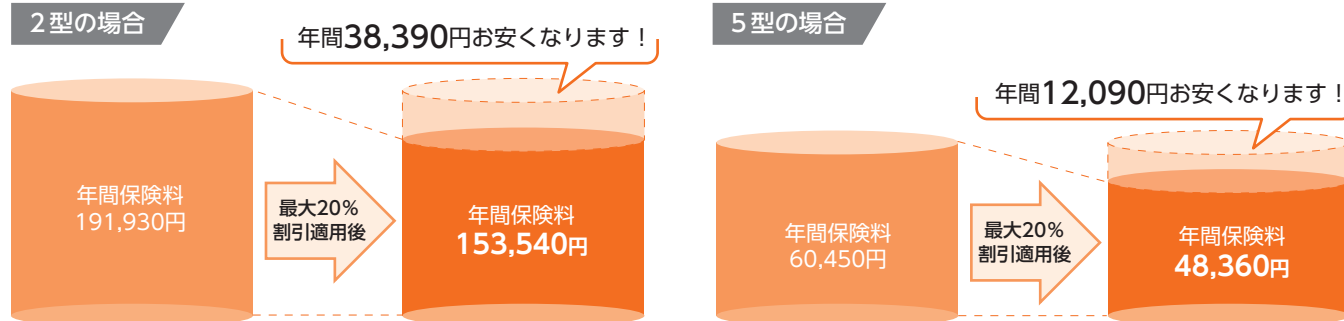 2型の場合
年間38,390円お安くなります!
年間保険料
191,930円
最大20%
割引適用後
年間保険料
153,540円
5型の場合
年間12,090円お安くなります!
年間保険料
60,450円
最大20%
割引適用後
年間保険料
48,360円